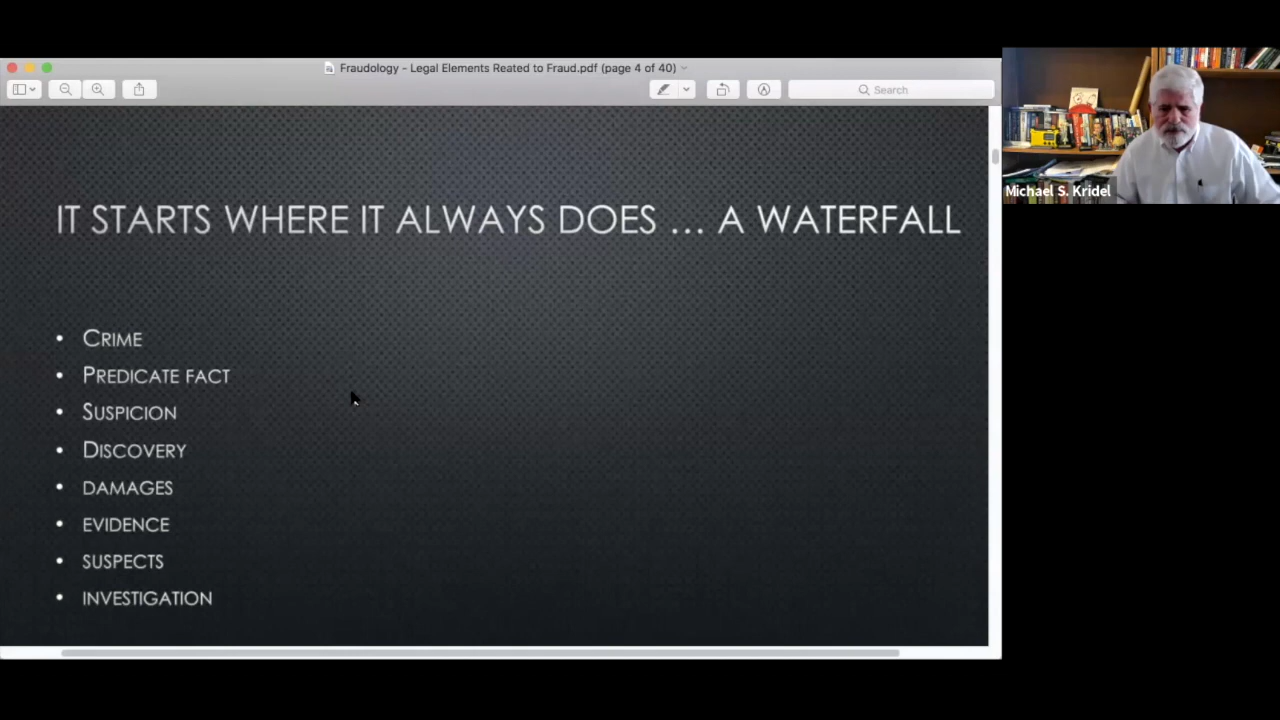 Fraudology - Legal Elements Reated to Fraud.pdf (page 4 of 40)
Search
IT STARTS WHERE IT ALWAYS DOES ... A WATERFALL
• CRIME
• PREDICATE FACT
• SUSPICION
• DISCOVERY
• DAMAGES
• EVIDENCE
• SUSPECTS
• INVESTIGATION
Michael S. Kridel